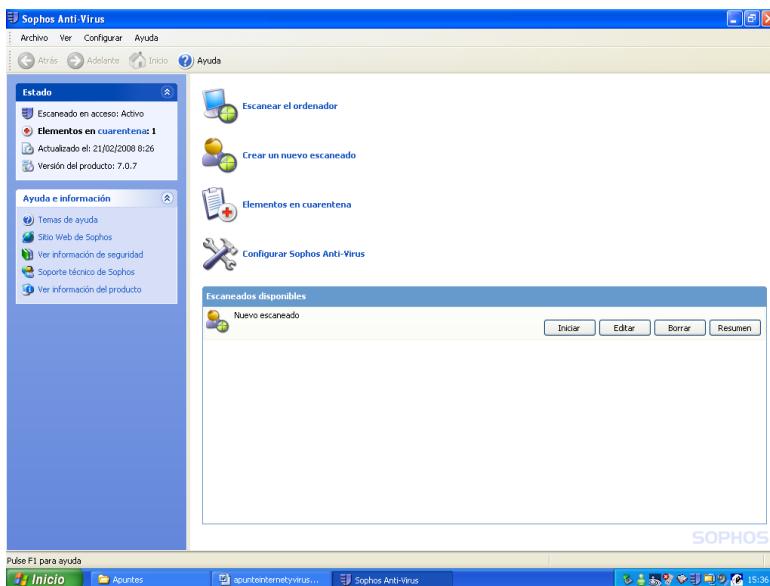 Sophos Anti-Virus
Archivo Ver Configurar Ayuda
Atrás Adelante Inicio Ayuda
Estado
Escaneado en acceso: Activo
Elementos en cuarentena: 1
Actualizado el: 21/02/2008 8:26
Versión del producto: 7.0.7
Ayuda e información
Temas de ayuda
Sitio Web de Sophos
Ver información de seguridad
Soporte técnico de Sophos
Ver información del producto
Escanear el ordenador
Crear un nuevo escaneado
Elementos en cuarentena
Configurar Sophos Anti-Virus
Escaneados disponibles
Nuevo escaneado
Iniciar Editar Borrar Resumen
SOPHOS
Pulse F1 para ayuda
Inicio Apuntes apunteinternetyvirus... Sophos Anti-Virus 15:36